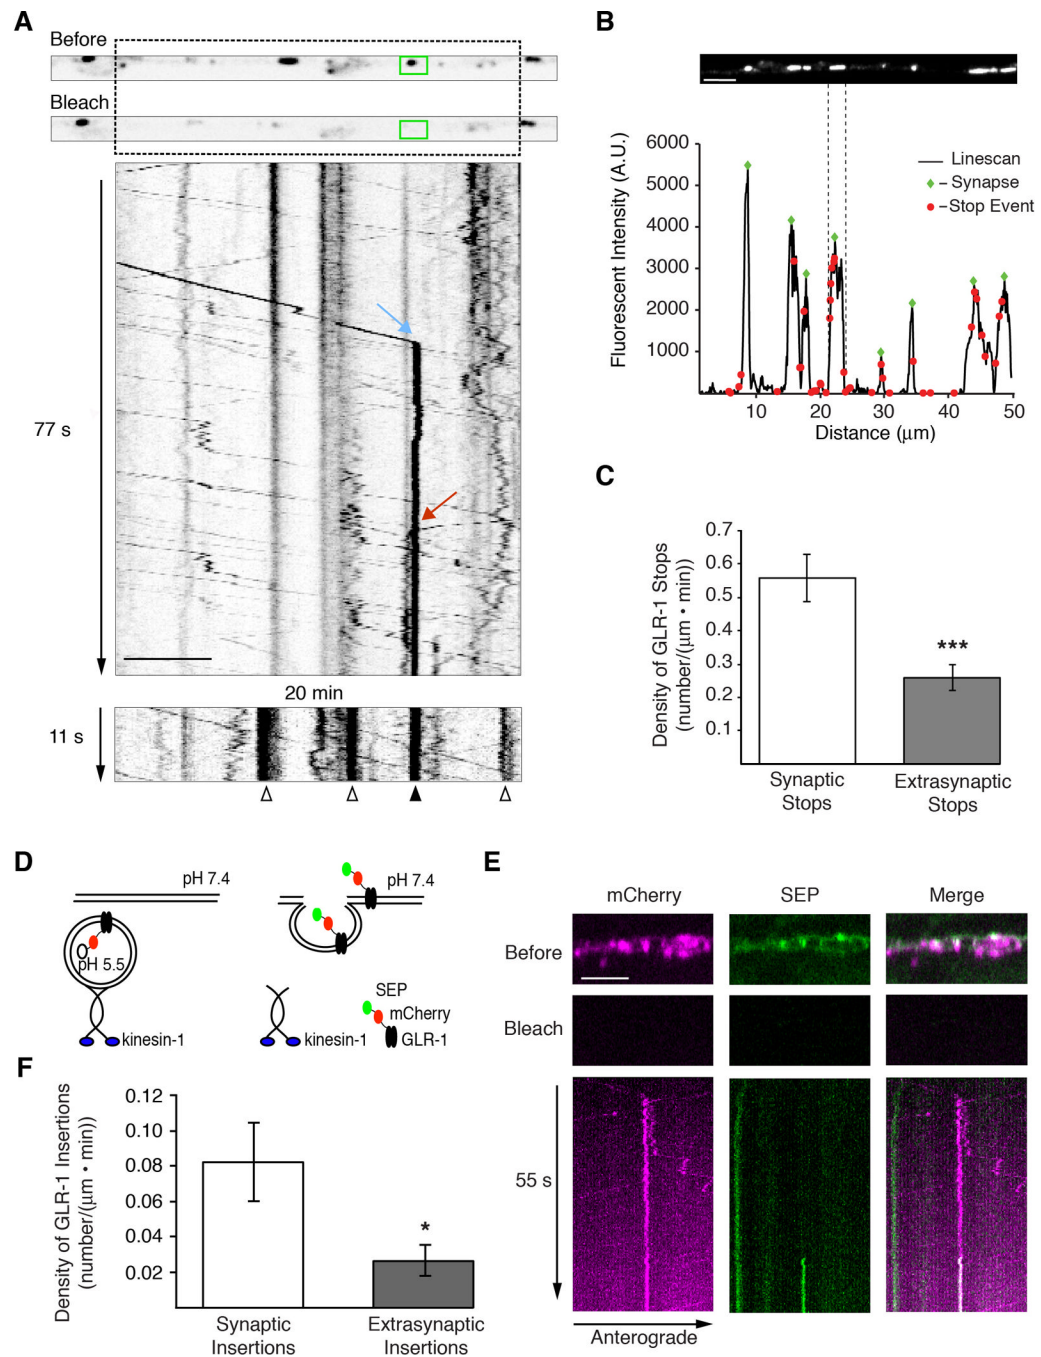 A
Before
Bleach
77 s
20 min
11 s
B
Fluorescent Intensity (A.U.)
6000
5000
4000
3000
2000
1000
Linescan
Synapse
Stop Event
10 20 30 40 50
Distance (μm)
C
Density of GLR-1 Stops
(number/(μm • min))
0.7
0.6
0.5
0.4
0.3
0.2
0.1
***
Synaptic
Stops
Extrasynaptic
Stops
D
pH 7.4
pH 5.5
kinesin-1
pH 7.4
kinesin-1
SEP
mCherry
GLR-1
E
mCherry SEP Merge
Before
Bleach
55 s
Anterograde
F
Density of GLR-1 Insertions
(number/(μm • min))
0.12
0.10
0.08
0.06
0.04
0.02
*
Synaptic
Insertions
Extrasynaptic
Insertions